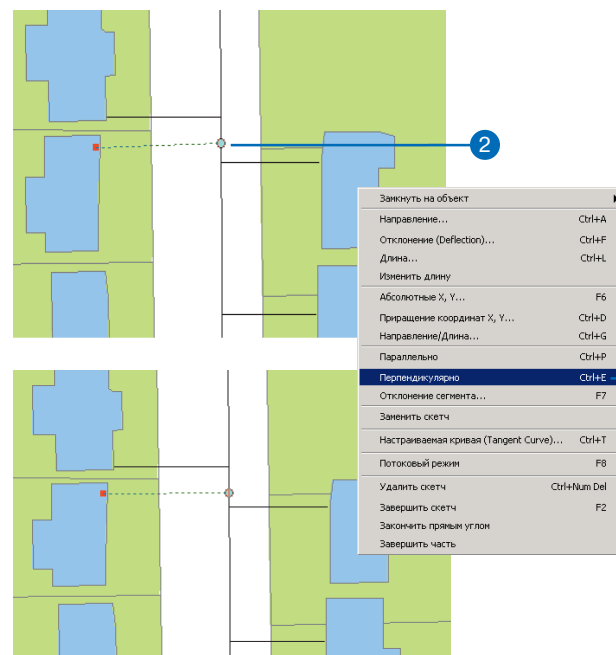 2
Замкнуть на объект
Направление... Ctrl+A
Отклонение (Deflection)... Ctrl+F
Длина... Ctrl+L
Изменить длину
Абсолютные X, Y... F6
Приращение координат X, Y... Ctrl+D
Направление/Длина... Ctrl+G
Параллельно Ctrl+P
Перпендикулярно Ctrl+E
Отклонение сегмента... F7
Заменить скетч
Настраиваемая кривая (Tangent Curve)... Ctrl+T
Потоковый режим F8
Удалить скетч Ctrl+Num Del
Завершить скетч F2
Закончить прямым углом
Завершить часть